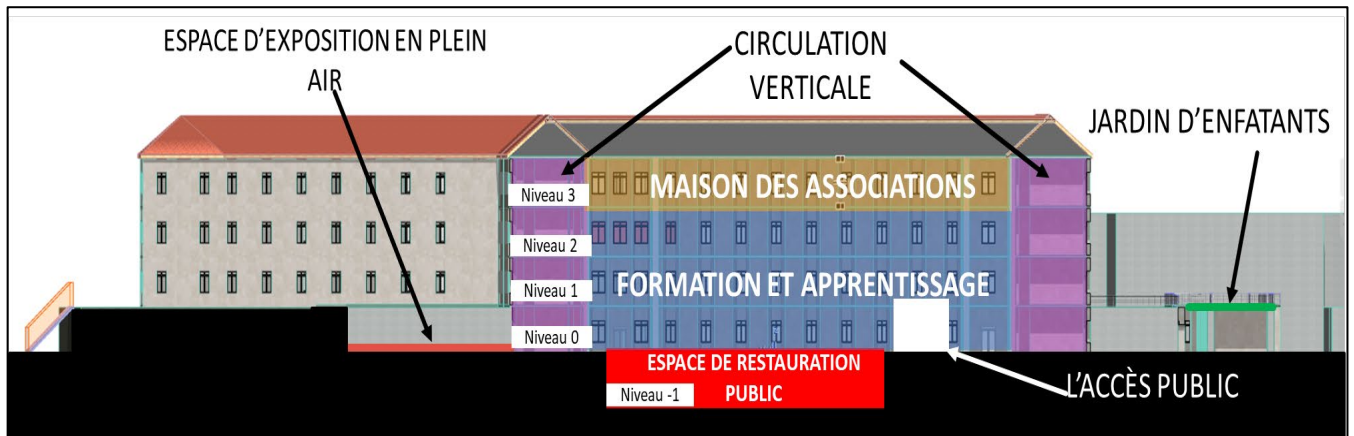 ESPACE D'EXPOSITION EN PLEIN
AIR
CIRCULATION
VERTICALE
JARDIN D'ENFATANTS
Niveau 3
MAISON DES ASSOCIATIONS
Niveau 2
Niveau 1
FORMATION ET APPRENTISSAGE
Niveau 0
ESPACE DE RESTAURATION
PUBLIC
Niveau -1
L'ACCÈS PUBLIC